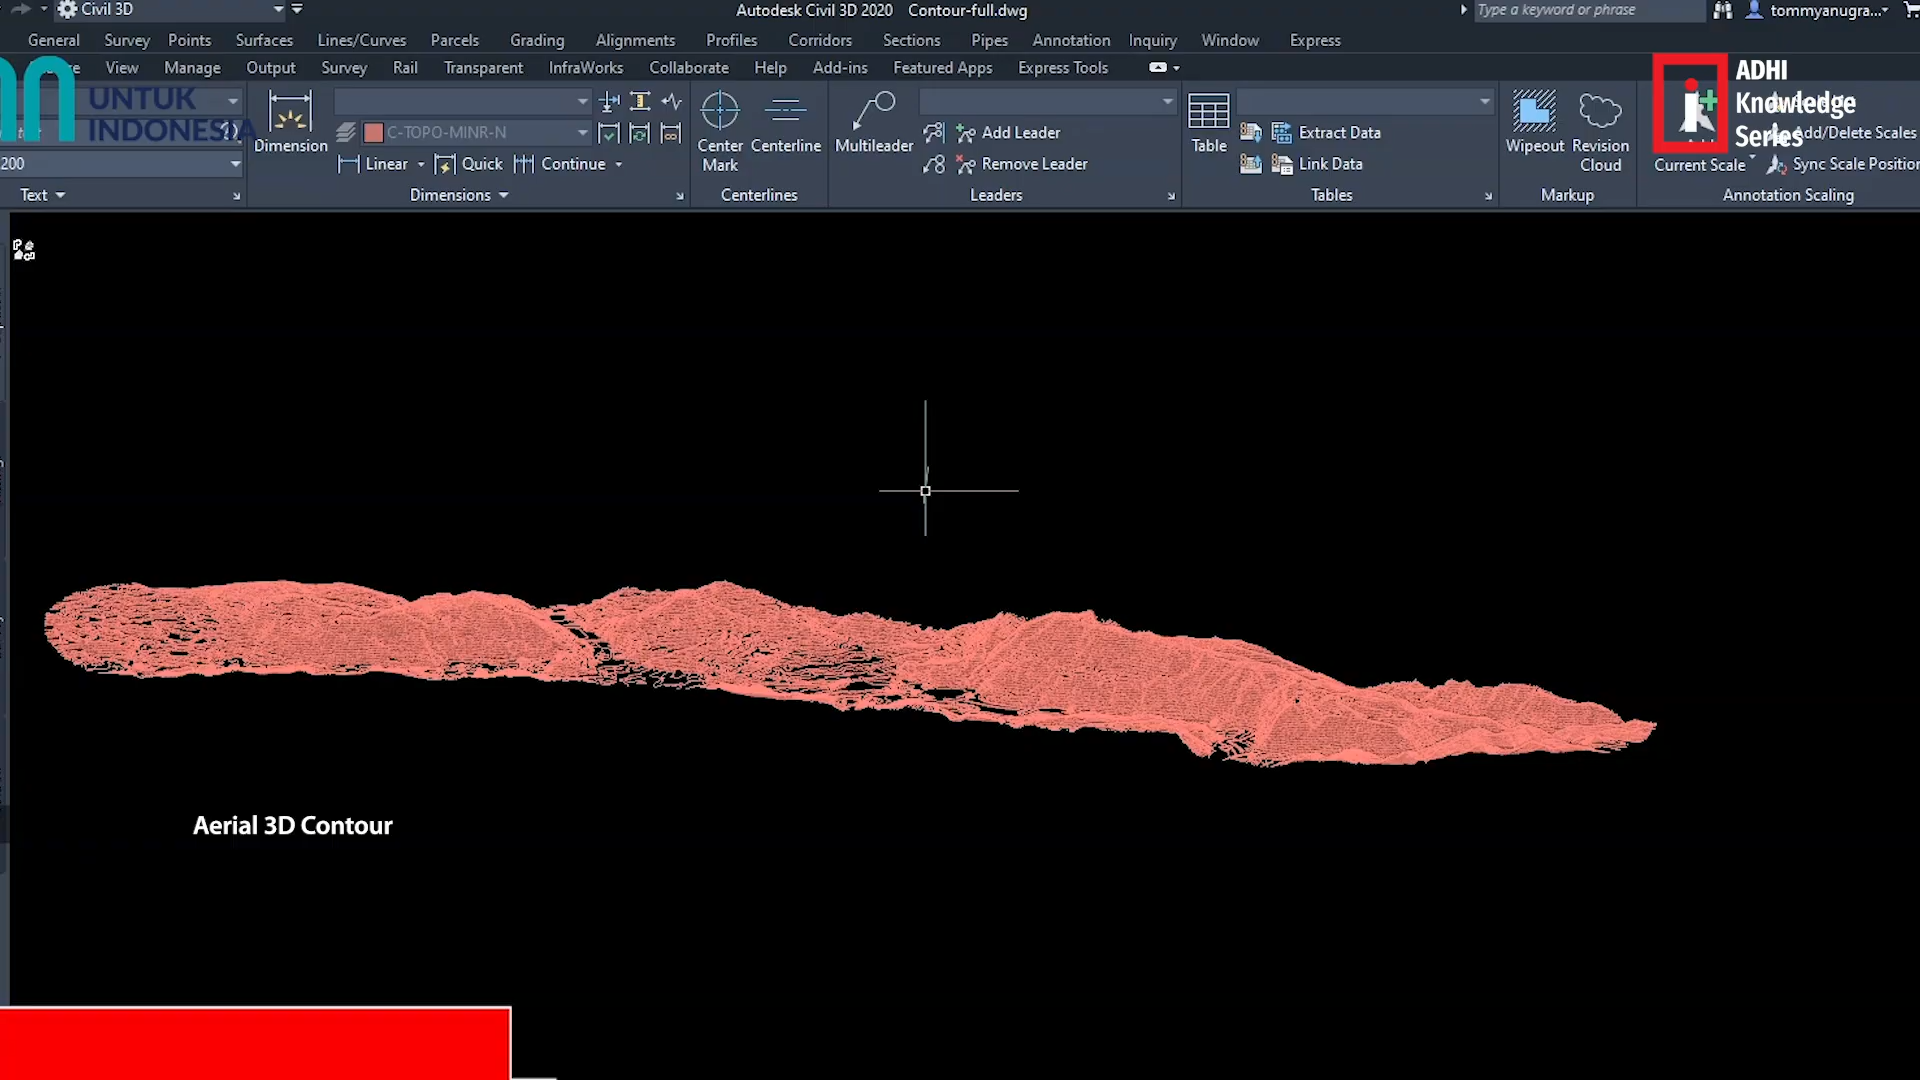 Civil 3D
Autodesk Civil 3D 2020 Contour-full.dwg
Type a keyword or phrase
tommyanugra...
General Survey Points Surfaces Lines/Curves Parcels Grading Alignments Profiles Corridors Sections Pipes Annotation Inquiry Window Express
View Manage Output Survey Rail Transparent InfraWorks Collaborate Help Add-ins Featured Apps Express Tools
UNTUK
INDONESIA
ADHI
Knowledge
Series
200
Text
Dimension
C-TOPO-MINR-N
Linear Quick Continue
Dimensions
Center
Mark
Centerline
Centerlines
Multileader
Add Leader
Remove Leader
Leaders
Table
Extract Data
Link Data
Tables
Wipeout
Revision
Cloud
Markup
Add/Delete Scales
Current Scale
Sync Scale Position
Annotation Scaling
Aerial 3D Contour